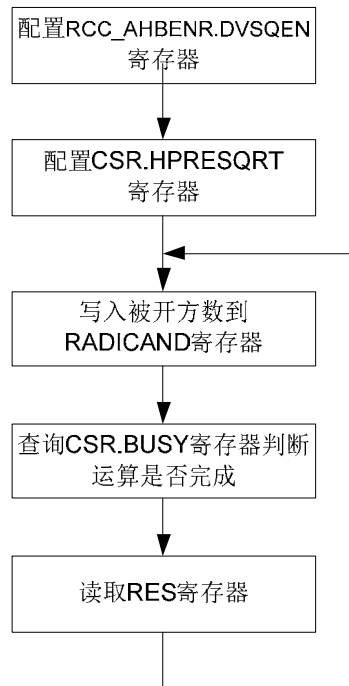 配置RCC_AHBENR.DVSQEN
寄存器
配置CSR.HPRESQRT
寄存器
写入被开方数到
RADICAND寄存器
查询CSR.BUSY寄存器判断
运算是否完成
读取RES寄存器